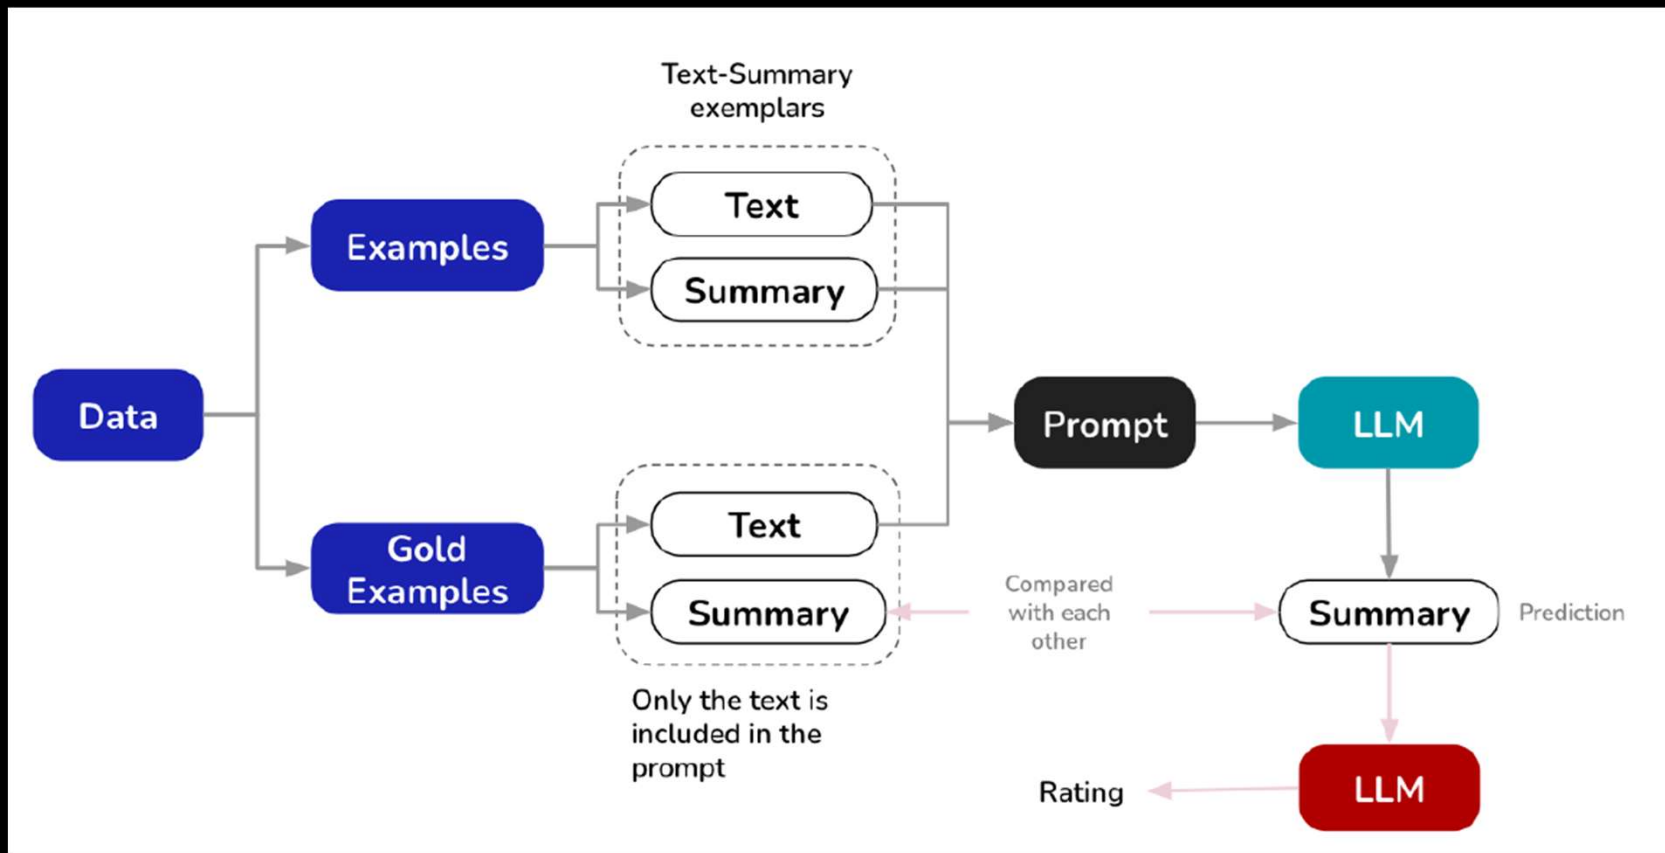 Text-Summary
exemplars
Text
Examples
Summary
Data
Prompt
LLM
Text
Gold
Examples
Summary
Compared
with each
other
Summary
Prediction
Only the text is
included in the
prompt
Rating
LLM